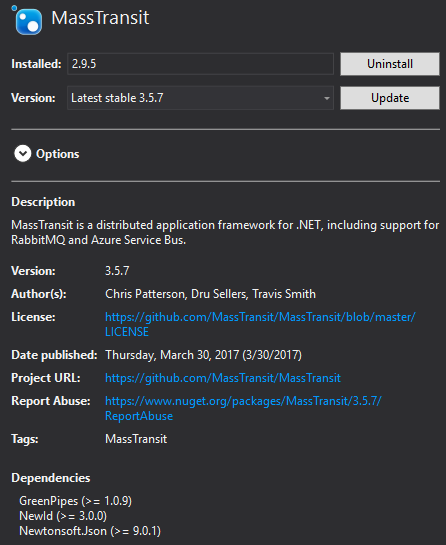 MassTransit
Installed: 2.9.5 Uninstall
Version: Latest stable 3.5.7 Update
Options
Description
MassTransit is a distributed application framework for .NET, including support for
RabbitMQ and Azure Service Bus.
Version: 3.5.7
Author(s): Chris Patterson, Dru Sellers, Travis Smith
License: https://github.com/MassTransit/MassTransit/blob/master/
LICENSE
Date published: Thursday, March 30, 2017 (3/30/2017)
Project URL: https://github.com/MassTransit/MassTransit
Report Abuse: https://www.nuget.org/packages/MassTransit/3.5.7/
ReportAbuse
Tags: MassTransit
Dependencies
GreenPipes (>= 1.0.9)
NewId (>= 3.0.0)
Newtonsoft.Json (>= 9.0.1)